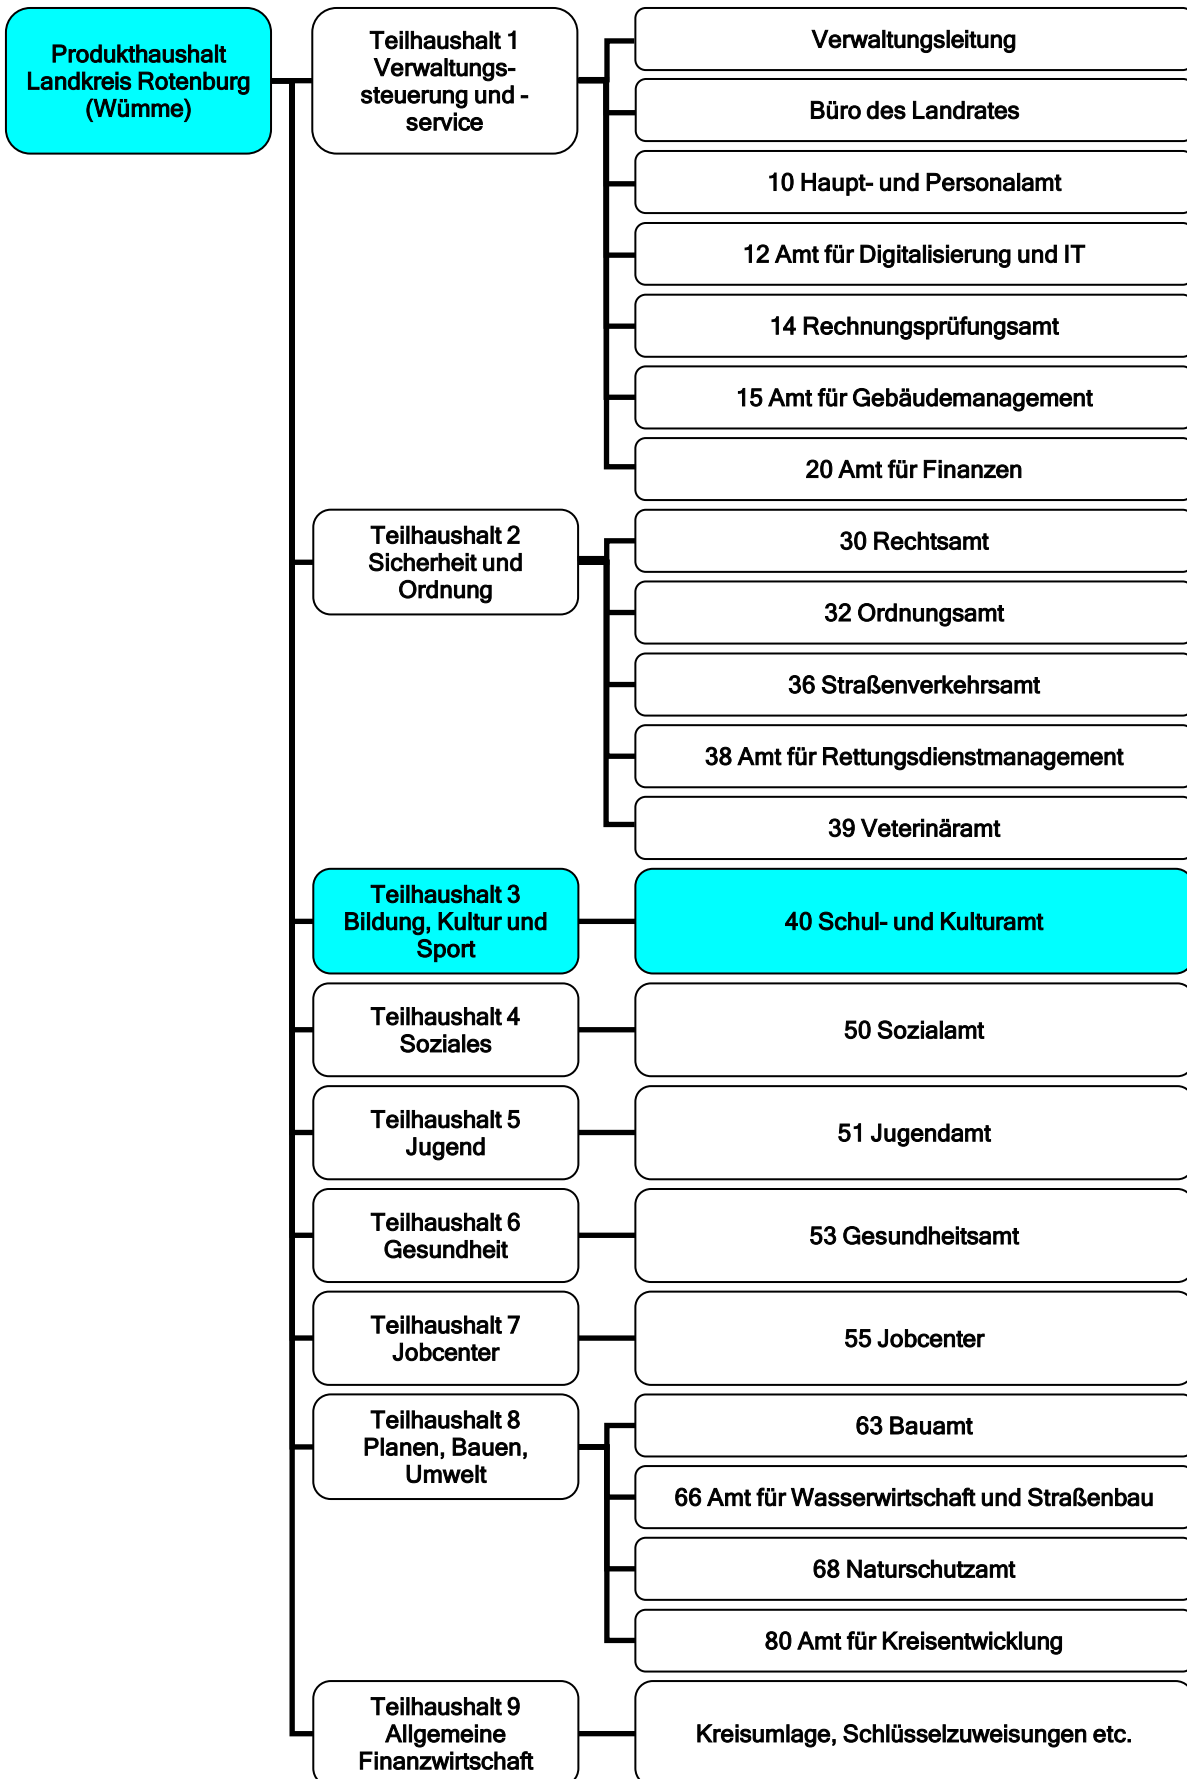 Produkthaushalt
Landkreis Rotenburg
(Wümme)
Teilhaushalt 1
Verwaltungs-
steuerung und -
service
Verwaltungsleitung
Büro des Landrates
10 Haupt- und Personalamt
12 Amt für Digitalisierung und IT
14 Rechnungsprüfungsamt
15 Amt für Gebäudemanagement
20 Amt für Finanzen
Teilhaushalt 2
Sicherheit und
Ordnung
30 Rechtsamt
32 Ordnungsamt
36 Straßenverkehrsamt
38 Amt für Rettungsdienstmanagement
39 Veterinäramt
Teilhaushalt 3
Bildung, Kultur und
Sport
40 Schul- und Kulturamt
Teilhaushalt 4
Soziales
50 Sozialamt
Teilhaushalt 5
Jugend
51 Jugendamt
Teilhaushalt 6
Gesundheit
53 Gesundheitsamt
Teilhaushalt 7
Jobcenter
55 Jobcenter
Teilhaushalt 8
Planen, Bauen,
Umwelt
63 Bauamt
66 Amt für Wasserwirtschaft und Straßenbau
68 Naturschutzamt
80 Amt für Kreisentwicklung
Teilhaushalt 9
Allgemeine
Finanzwirtschaft
Kreisumlage, Schlüsselzuweisungen etc.